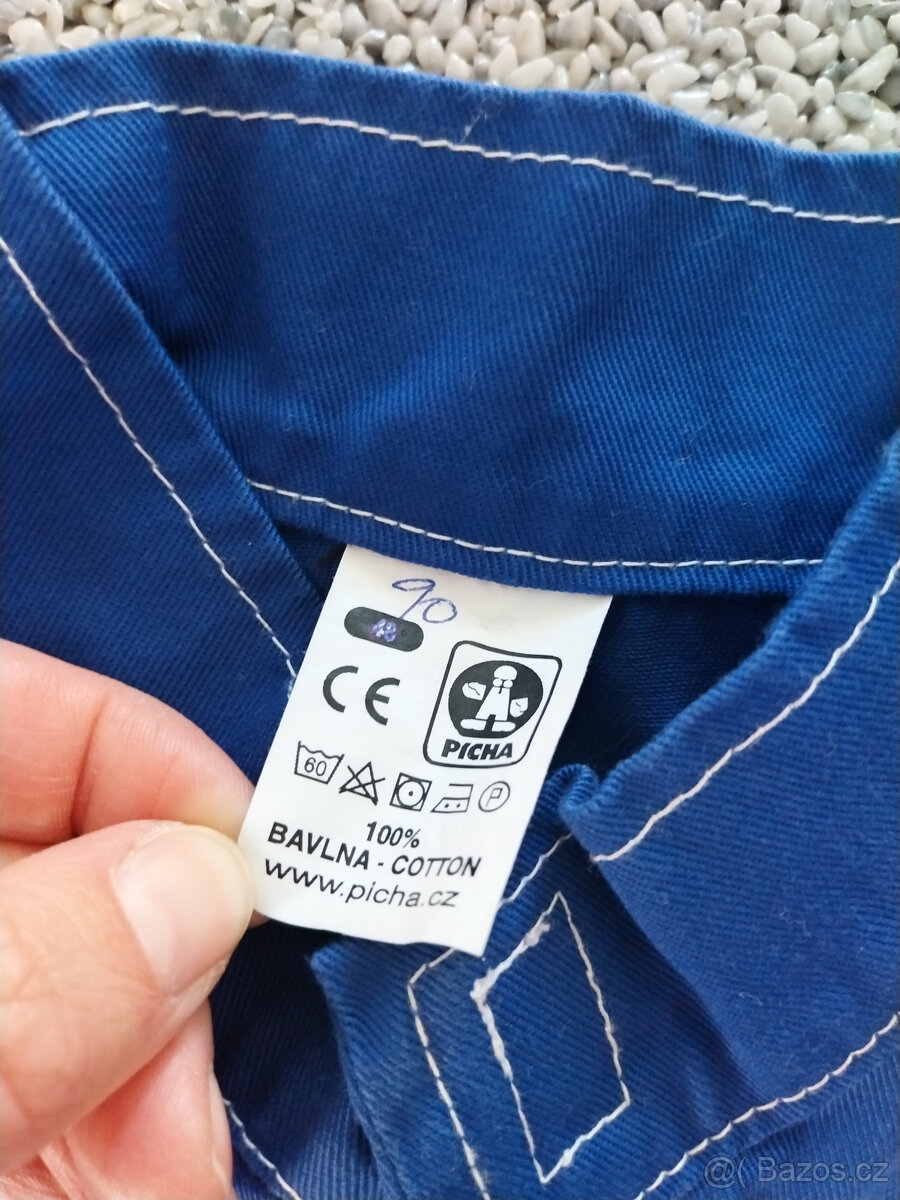 90
CE
PICHA
60
P
100%
BAVLNA - COTTON
www.picha.cz
@( Bazos.cz